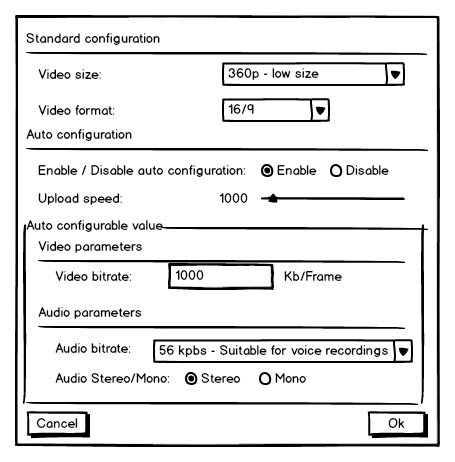 Standard configuration
Video size: 360p - low size
Video format: 16/9
Auto configuration
Enable / Disable auto configuration: Enable Disable
Upload speed: 1000
Auto configurable value
Video parameters
Video bitrate: 1000 Kb/Frame
Audio parameters
Audio bitrate: 56 kpbs - Suitable for voice recordings
Audio Stereo/Mono: Stereo Mono
Cancel Ok